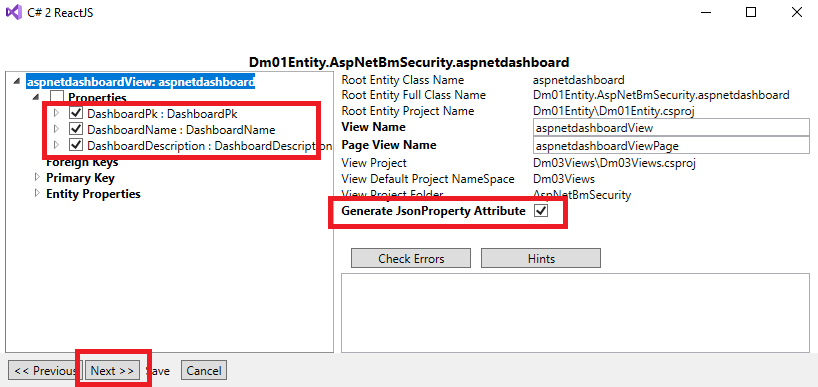 C# 2 ReactJS
Dm01Entity.AspNetBmSecurity.aspnetdashboard
aspnetdashboardView: aspnetdashboard
Properties
DashboardPk : DashboardPk
DashboardName : DashboardName
DashboardDescription : DashboardDescription
Foreign Keys
Primary Key
Entity Properties
Root Entity Class Name aspnetdashboard
Root Entity Full Class Name Dm01Entity.AspNetBmSecurity.aspnetdashboard
Root Entity Project Name Dm01Entity\Dm01Entity.csproj
View Name aspnetdashboardView
Page View Name aspnetdashboardViewPage
View Project Dm03Views\Dm03Views.csproj
View Default Project NameSpace Dm03Views
View Project Folder AspNetBmSecurity
Generate JsonProperty Attribute
Check Errors Hints
<< Previous Next >> Save Cancel